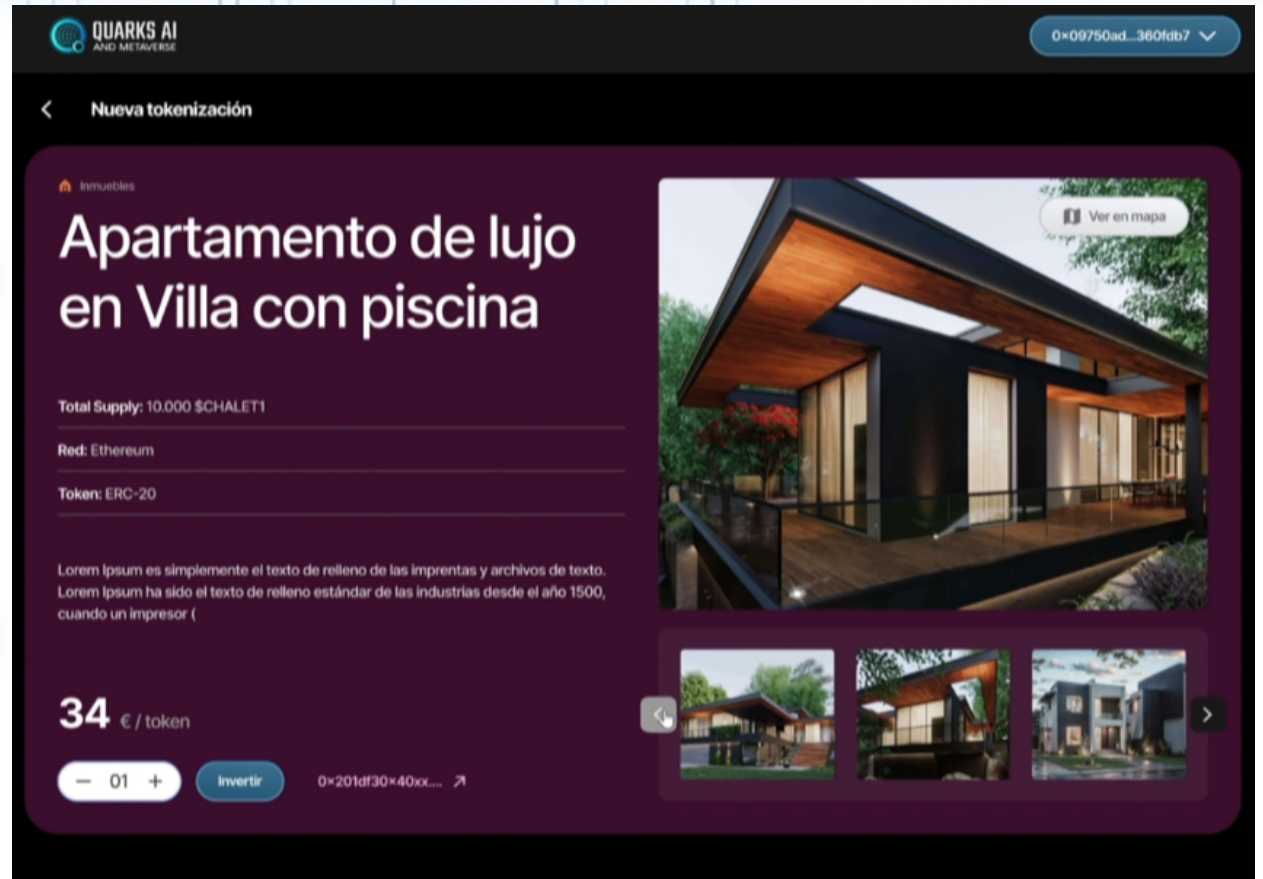 QUARKS AI
AND METAVERSE
0×09750ad...360fdb7
Nueva tokenización
Inmuebles
Apartamento de lujo
en Villa con piscina
Ver en mapa
Total Supply: 10.000 $CHALET1
Red: Ethereum
Token: ERC-20
Lorem Ipsum es simplemente el texto de relleno de las imprentas y archivos de texto.
Lorem Ipsum ha sido el texto de relleno estándar de las industrias desde el año 1500,
cuando un impresor (
34 € / token
− 01 +
Invertir
0×201df30×40xx....